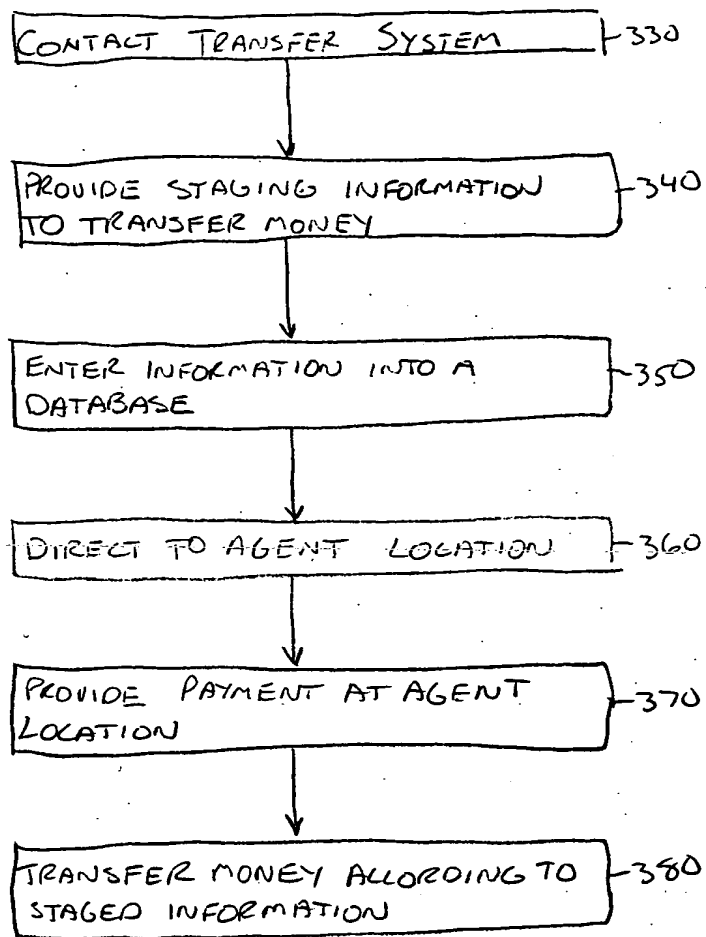 CONTACT TRANSFER SYSTEM 330
PROVIDE STAGING INFORMATION 340
TO TRANSFER MONEY
ENTER INFORMATION INTO A 350
DATABASE
DIRECT TO AGENT LOCATION 360
PROVIDE PAYMENT AT AGENT 370
LOCATION
TRANSFER MONEY ACCORDING TO 380
STAGED INFORMATION